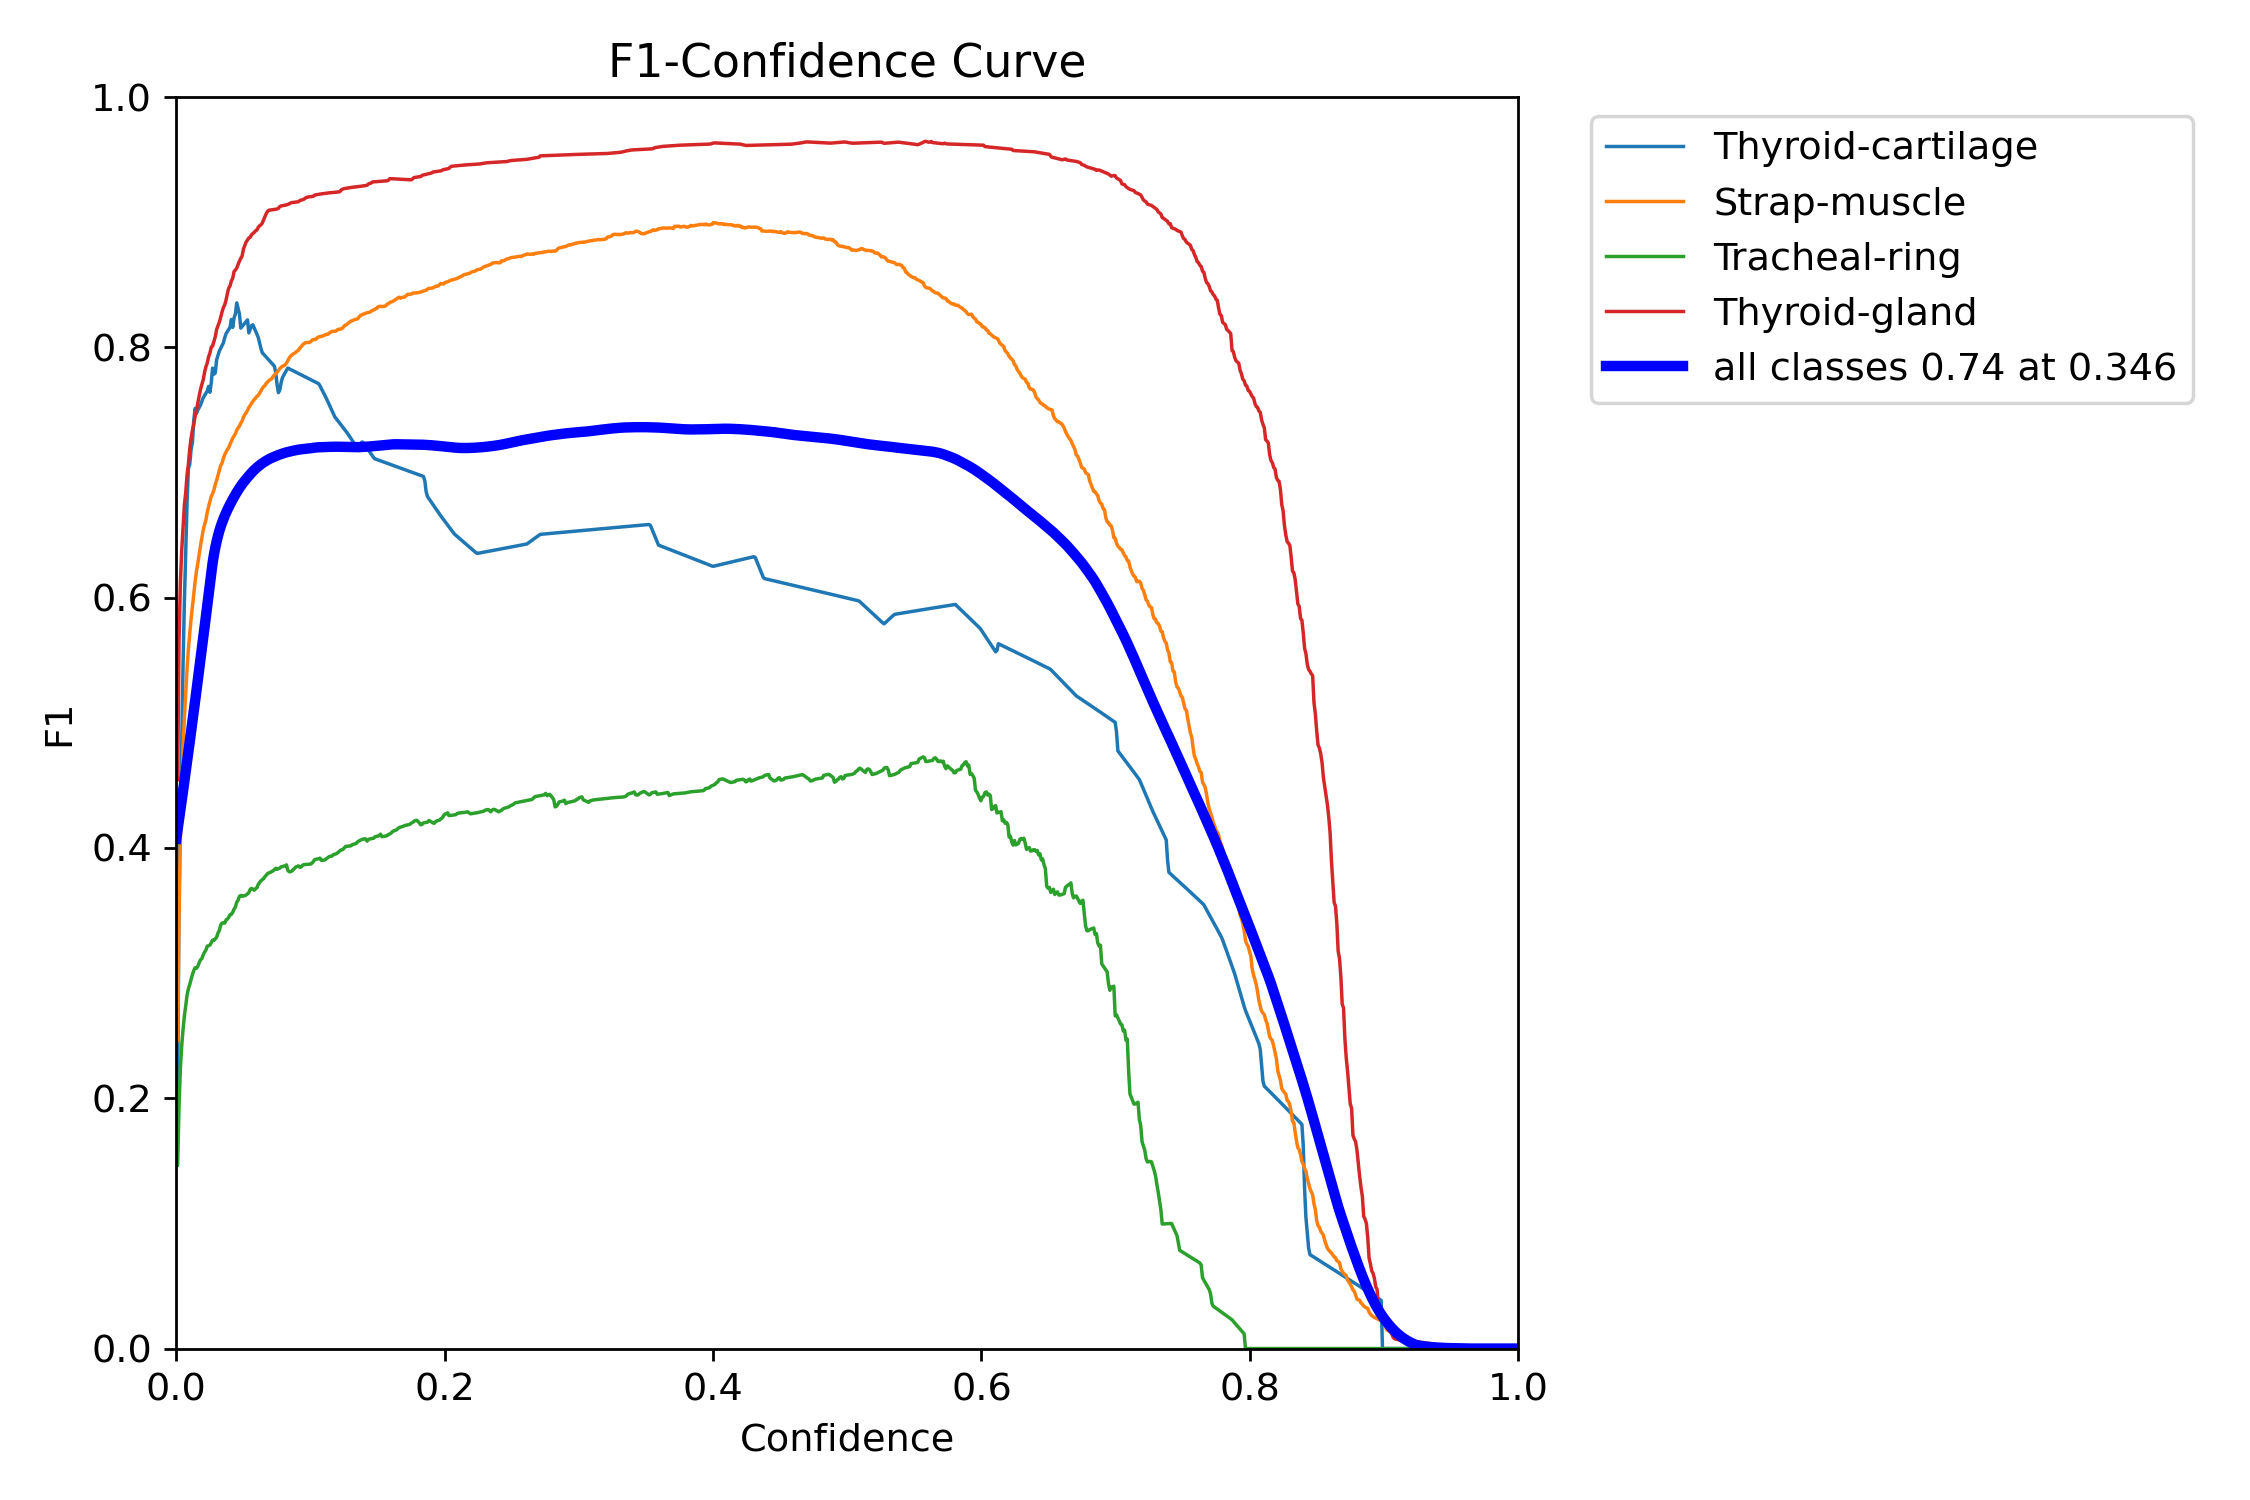 F1-Confidence Curve
1.0
0.8
0.6
0.4
0.2
0.0
F1
0.0 0.2 0.4 0.6 0.8 1.0
Confidence
Thyroid-cartilage
Strap-muscle
Tracheal-ring
Thyroid-gland
all classes 0.74 at 0.346